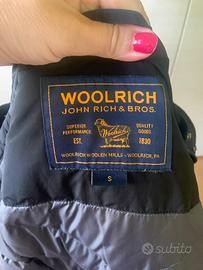 WOOLRICH
JOHN RICH & BROS.
SUPERIOR PERFORMANCE
Woolrich
QUALITY GOODS
EST.
1830
WOOLRICH WOOLEN MILLS - WOOLRICH, PA
S
subito